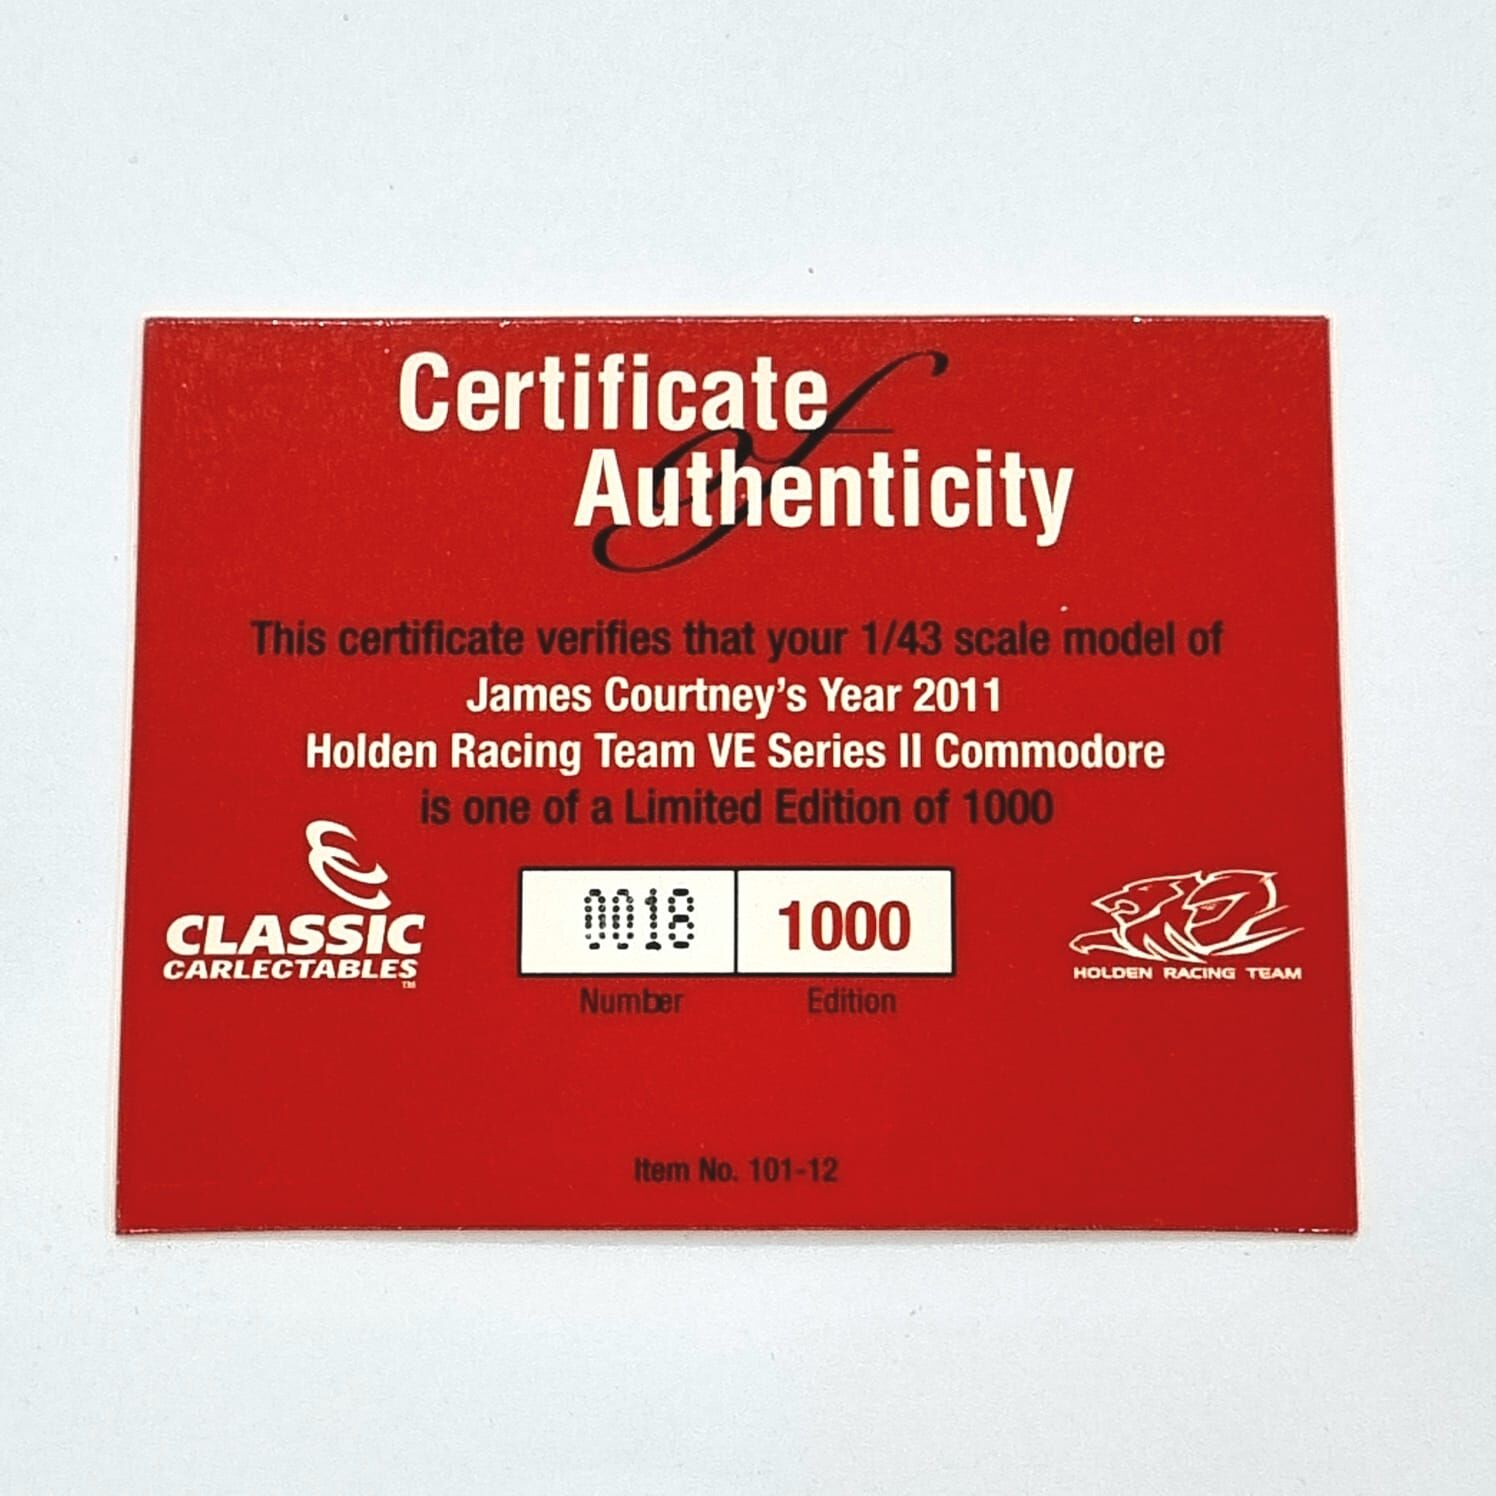 Certificate
of
Authenticity
This certificate verifies that your 1/43 scale model of
James Courtney's Year 2011
Holden Racing Team VE Series II Commodore
is one of a Limited Edition of 1000
CLASSIC
CARLECTABLES
TM
0018
1000
Number
Edition
HOLDEN RACING TEAM
Item No. 101-12